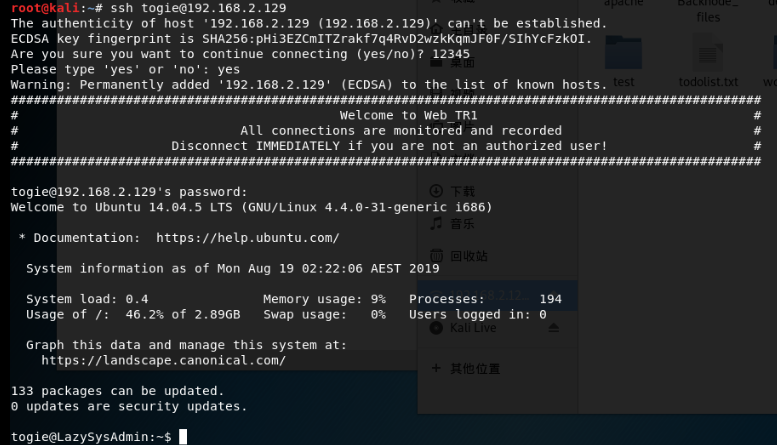 root@kali:~# ssh togie@192.168.2.129
The authenticity of host '192.168.2.129 (192.168.2.129)' can't be established.
ECDSA key fingerprint is SHA256:pHi3EZCmITZrakf7q4RvD2wzkKqmJF0F/SIhYcFzkOI.
Are you sure you want to continue connecting (yes/no)? 12345
Please type 'yes' or 'no': yes
Warning: Permanently added '192.168.2.129' (ECDSA) to the list of known hosts.
##################################################################################################
# Welcome to Web_TR1 #
# All connections are monitored and recorded #
# Disconnect IMMEDIATELY if you are not an authorized user! #
##################################################################################################
togie@192.168.2.129's password:
Welcome to Ubuntu 14.04.5 LTS (GNU/Linux 4.4.0-31-generic i686)
* Documentation: https://help.ubuntu.com/
System information as of Mon Aug 19 02:22:06 AEST 2019
System load: 0.4 Memory usage: 9% Processes: 194
Usage of /: 46.2% of 2.89GB Swap usage: 0% Users logged in: 0
Graph this data and manage this system at:
https://landscape.canonical.com/
133 packages can be updated.
0 updates are security updates.
togie@LazySysAdmin:~$
apache
Backnode_
files
test
todolist.txt
桌面
下载
音乐
回收站
Kali Live
+ 其他位置